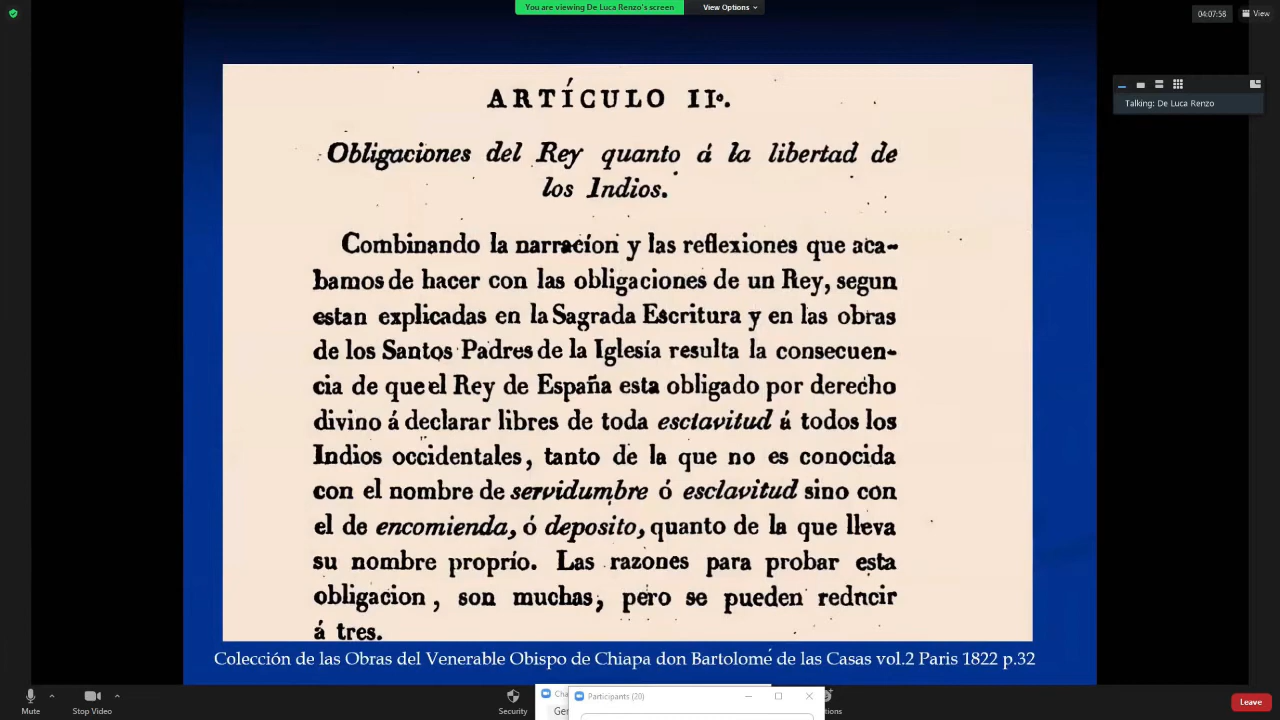 You are viewing De Luca Renzo's screen
View Options
04:07:58
View
Talking: De Luca Renzo
ARTÍCULO IIº.
Obligaciones del Rey quanto á la libertad de
los Indios.
Combinando la narracíon y las reflexiones que aca-
bamos de hacer con las obligaciones de un Rey, segun
estan explicadas en la Sagrada Escritura y en las obras
de los Santos Padres de la Iglesía resulta la consecuen-
cia de que el Rey de España esta obligado por derecho
divino á declarar libres de toda esclavitud á todos los
Indios occidentales, tanto de la que no es conocida
con el nombre de servidumbre ó esclavitud sino con
el de encomienda, ó deposito, quanto de la que lleva
su nombre proprío. Las razones para probar esta
obligacion, son muchas, pero se pueden reducir
á tres.
Colección de las Obras del Venerable Obispo de Chiapa don Bartolomé de las Casas vol.2 Paris 1822 p.32
Mute
Stop Video
Security
Participants (20)
Leave